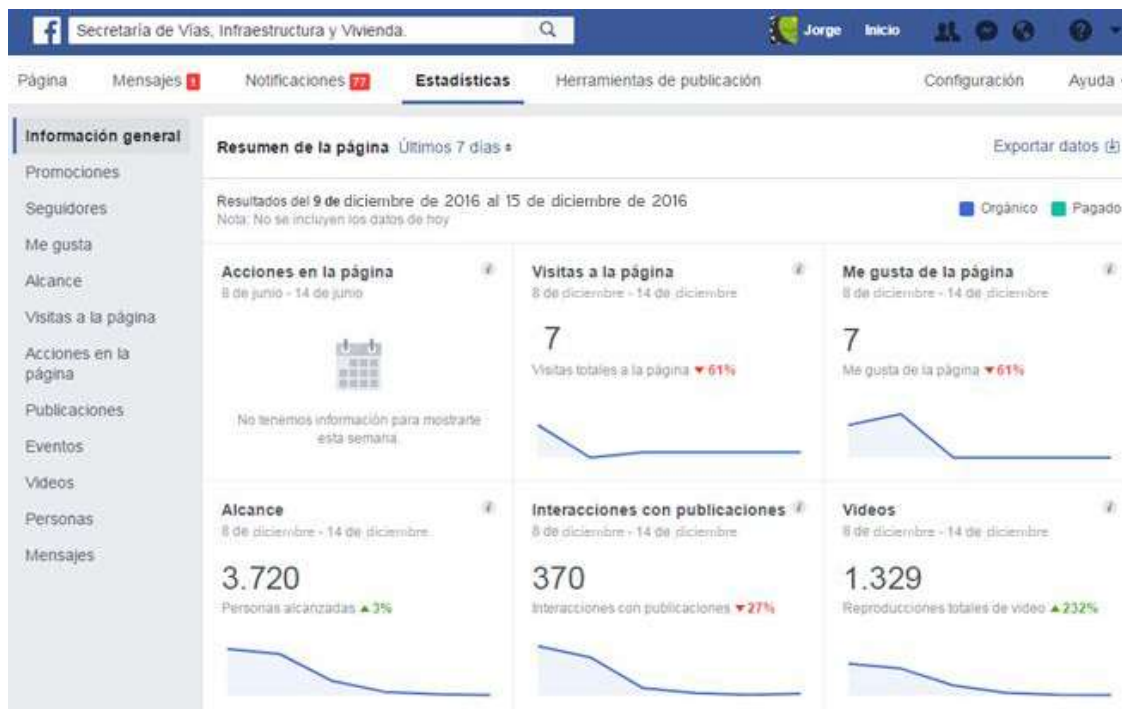 f Secretaría de Vías, Infraestructura y Vivienda.
Jorge Inicio
Página Mensajes 1 Notificaciones 77 Estadísticas Herramientas de publicación Configuración Ayuda
Información general
Promociones
Seguidores
Me gusta
Alcance
Visitas a la página
Acciones en la
página
Publicaciones
Eventos
Videos
Personas
Mensajes
Resumen de la página Últimos 7 días
Exportar datos
Resultados del 9 de diciembre de 2016 al 15 de diciembre de 2016
Nota: No se incluyen los datos de hoy
Orgánico Pagado
Acciones en la página
8 de junio - 14 de junio
No tenemos información para mostrarte
esta semana.
Visitas a la página
8 de diciembre - 14 de diciembre
7
Visitas totales a la página ▼61%
Me gusta de la página
8 de diciembre - 14 de diciembre
7
Me gusta de la página ▼61%
Alcance
8 de diciembre - 14 de diciembre
3.720
Personas alcanzadas ▲3%
Interacciones con publicaciones
8 de diciembre - 14 de diciembre
370
Interacciones con publicaciones ▼27%
Videos
8 de diciembre - 14 de diciembre
1.329
Reproducciones totales de video ▲232%